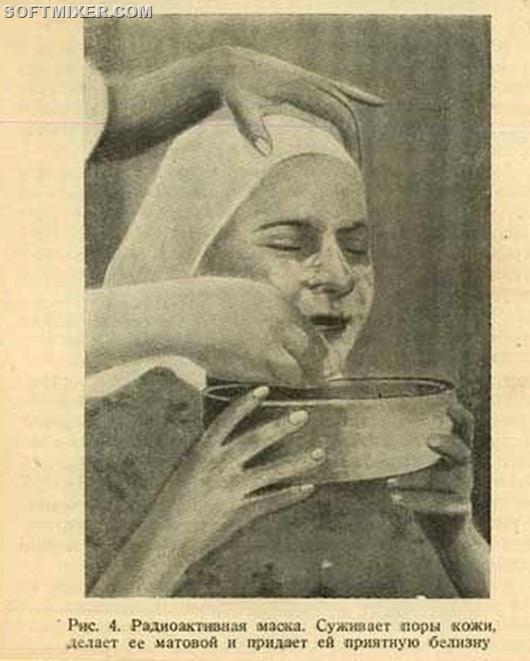 SOFTMIXER.COM
Рис. 4. Радиоактивная маска. Суживает поры кожи,
делает ее матовой и придает ей приятную белизну